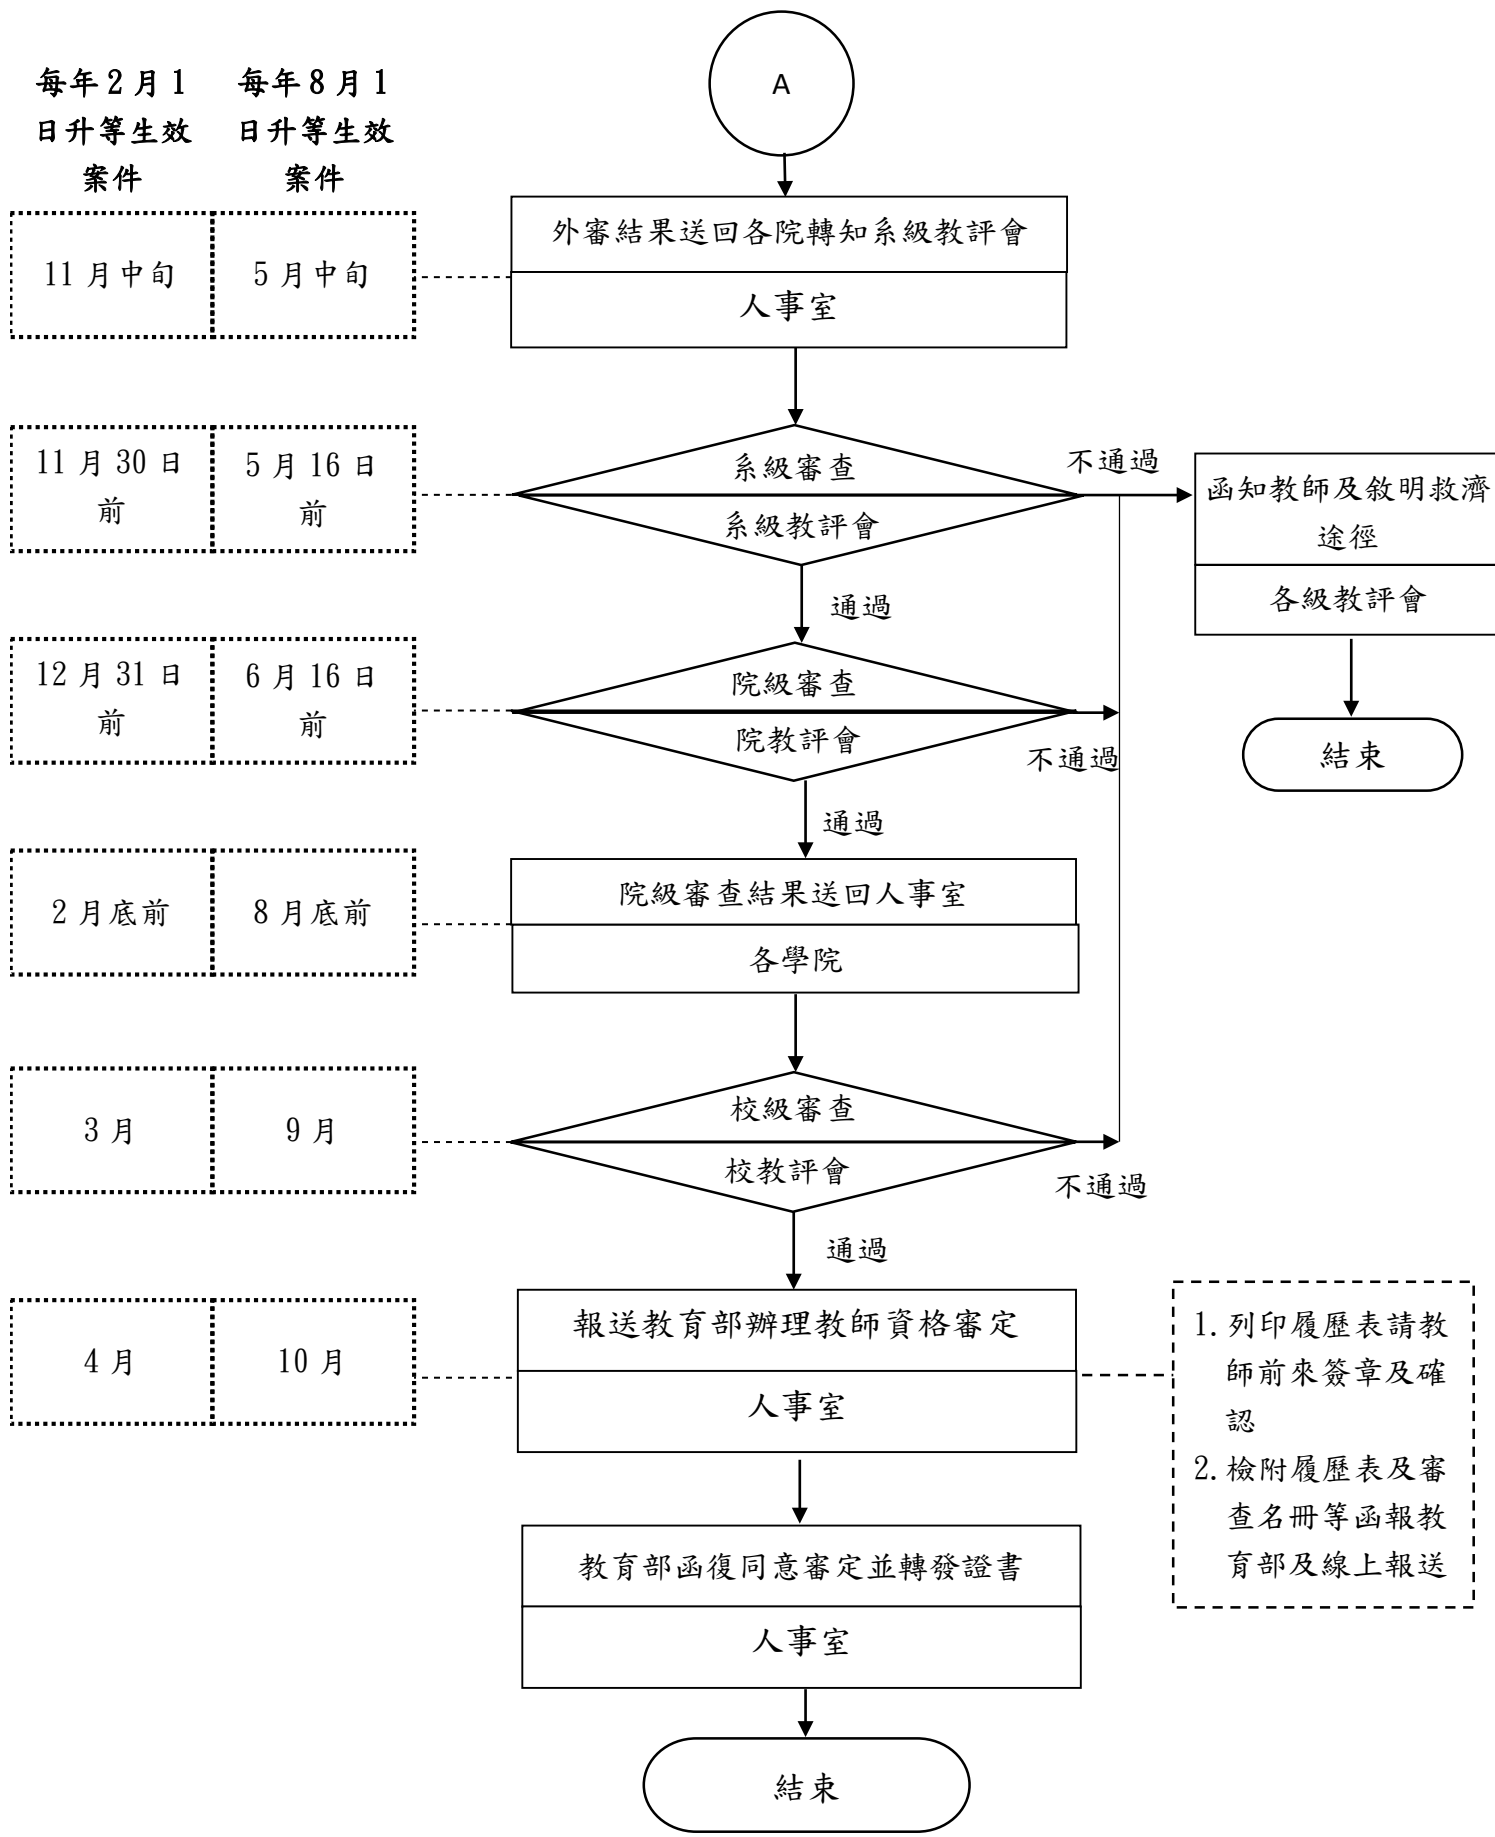 A
每年2月1
日升等生效
案件
每年8月1
日升等生效
案件
外審結果送回各院轉知系級教評會
11月中旬
5月中旬
人事室
11月30日
前
5月16日
前
系級審查
系級教評會
不通過
函知教師及敘明救濟
途徑
各級教評會
通過
12月31日
前
6月16日
前
院級審查
院教評會
不通過
結束
通過
2月底前
8月底前
院級審查結果送回人事室
各學院
3月
9月
校級審查
校教評會
不通過
通過
4月
10月
報送教育部辦理教師資格審定
人事室
1.列印履歷表請教
師前來簽章及確
認
2.檢附履歷表及審
查名冊等函報教
育部及線上報送
教育部函復同意審定並轉發證書
人事室
結束